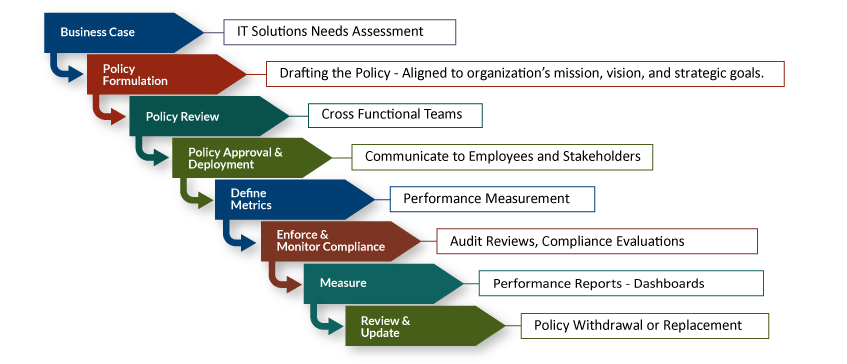 Business Case
IT Solutions Needs Assessment
Policy
Formulation
Drafting the Policy - Aligned to organization's mission, vision, and strategic goals.
Policy Review
Cross Functional Teams
Policy Approval &
Deployment
Communicate to Employees and Stakeholders
Define
Metrics
Performance Measurement
Enforce &
Monitor Compliance
Audit Reviews, Compliance Evaluations
Measure
Performance Reports - Dashboards
Review &
Update
Policy Withdrawal or Replacement